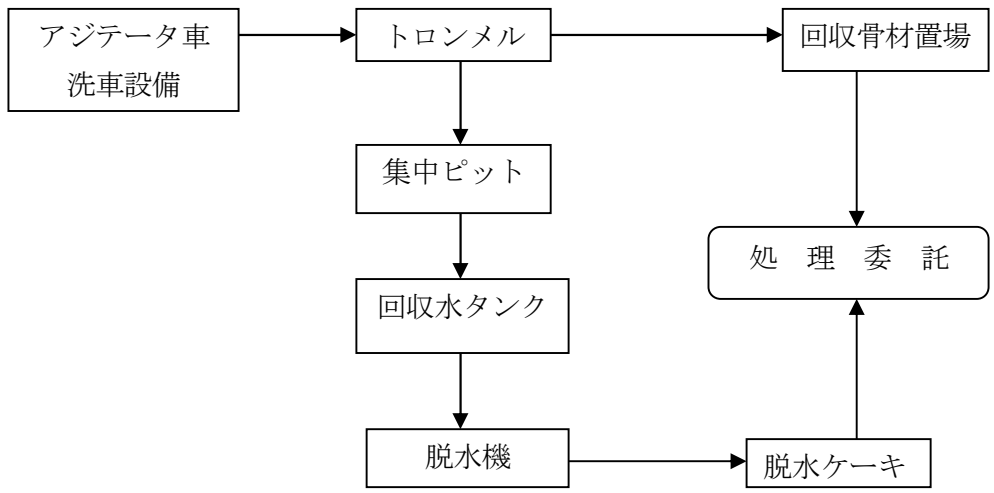 アジテータ車
洗車設備
トロンメル
回収骨材置場
集中ピット
処　理　委　託
回収水タンク
脱水機
脱水ケーキ